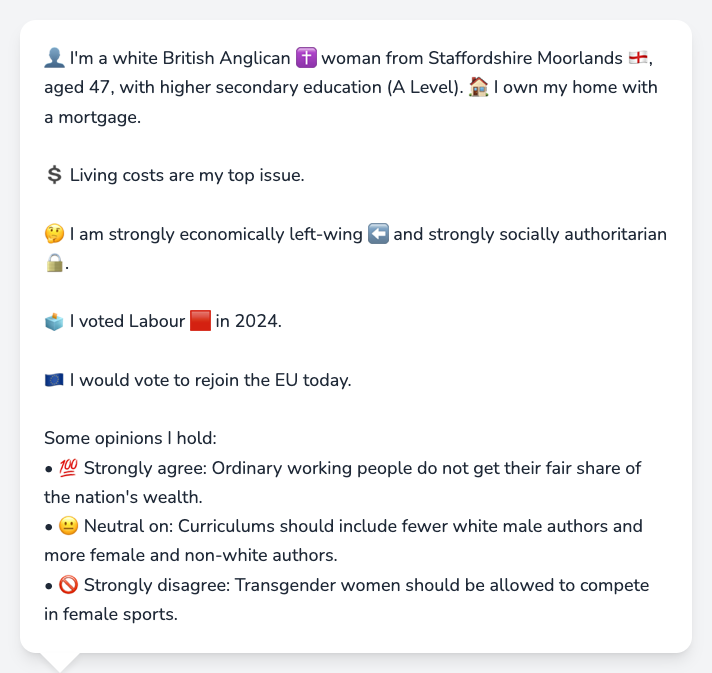 👤 I'm a white British Anglican ✝️ woman from Staffordshire Moorlands 🏴󠁧󠁢󠁥󠁮󠁧󠁿,
aged 47, with higher secondary education (A Level). 🏠 I own my home with
a mortgage.
💲 Living costs are my top issue.
🤔 I am strongly economically left-wing ⬅️ and strongly socially authoritarian
🔒.
🗳️ I voted Labour 🟥 in 2024.
🇪🇺 I would vote to rejoin the EU today.
Some opinions I hold:
• 💯 Strongly agree: Ordinary working people do not get their fair share of
the nation's wealth.
• 😐 Neutral on: Curriculums should include fewer white male authors and
more female and non-white authors.
• 🚫 Strongly disagree: Transgender women should be allowed to compete
in female sports.